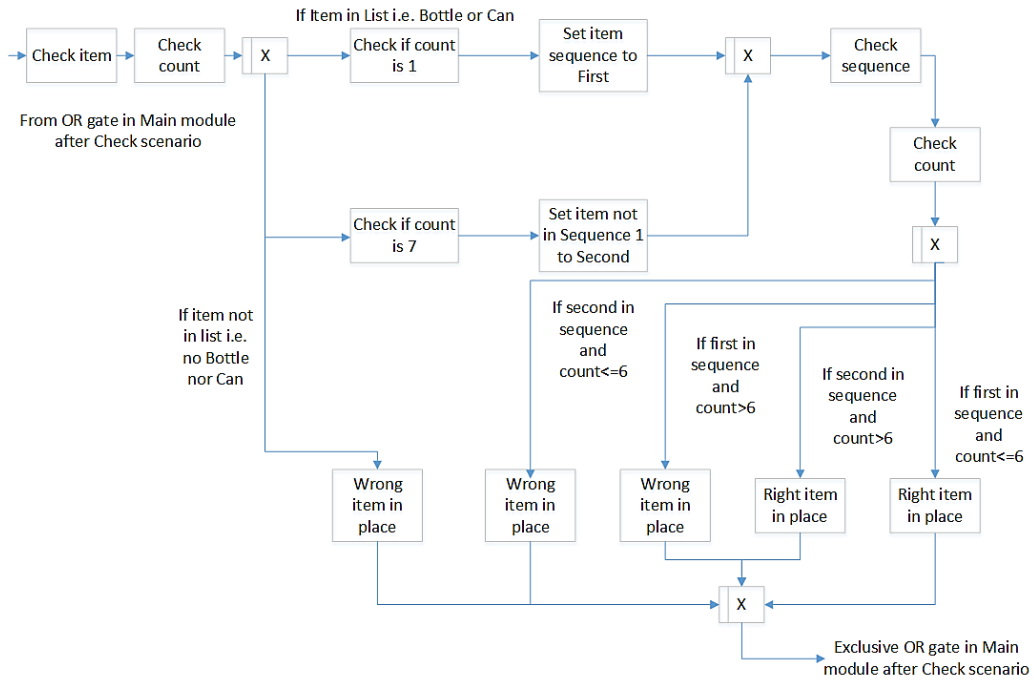 If Item in List i.e. Bottle or Can
Check item
Check
count
X
Check if count
is 1
Set item
sequence to
First
X
Check
sequence
From OR gate in Main module
after Check scenario
Check
count
Check if count
is 7
Set item not
in Sequence 1
to Second
X
If item not
in list i.e.
no Bottle
nor Can
If second in
sequence
and
count<=6
If first in
sequence
and
count>6
If second in
sequence
and
count>6
If first in
sequence
and
count<=6
Wrong
item in
place
Wrong
item in
place
Wrong
item in
place
Right item
in place
Right item
in place
X
Exclusive OR gate in Main
module after Check scenario